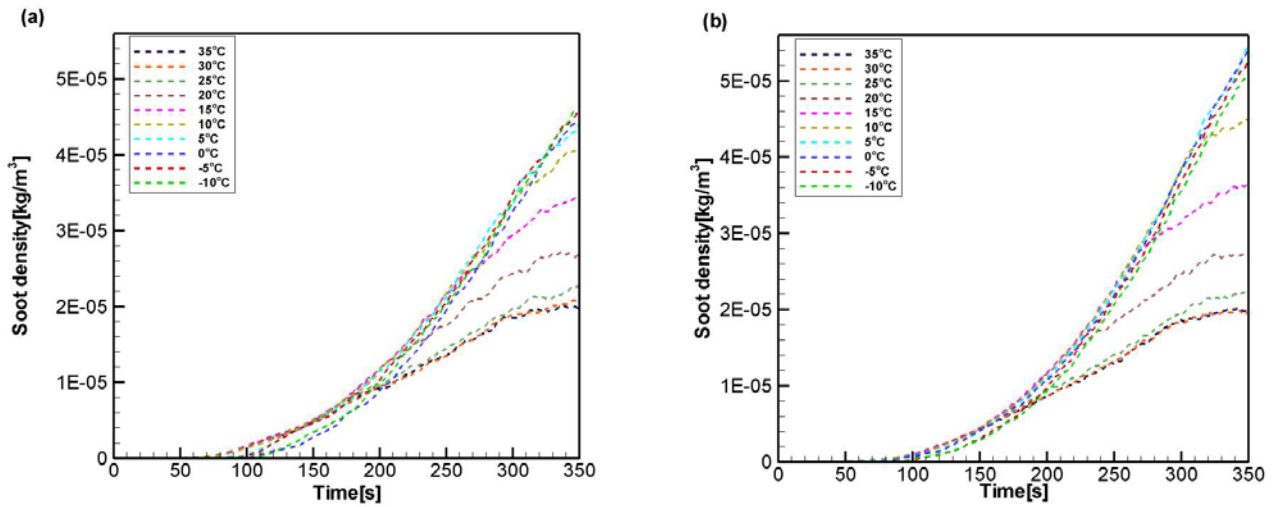 (a)
35°C
30°C
25°C
20°C
15°C
10°C
5°C
0°C
-5°C
-10°C
5E-05
4E-05
3E-05
2E-05
1E-05
0
0 50 100 150 200 250 300 350
Time[s]
Soot density[kg/m³]
(b)
35°C
30°C
25°C
20°C
15°C
10°C
5°C
0°C
-5°C
-10°C
5E-05
4E-05
3E-05
2E-05
1E-05
0
0 50 100 150 200 250 300 350
Time[s]
Soot density[kg/m³]